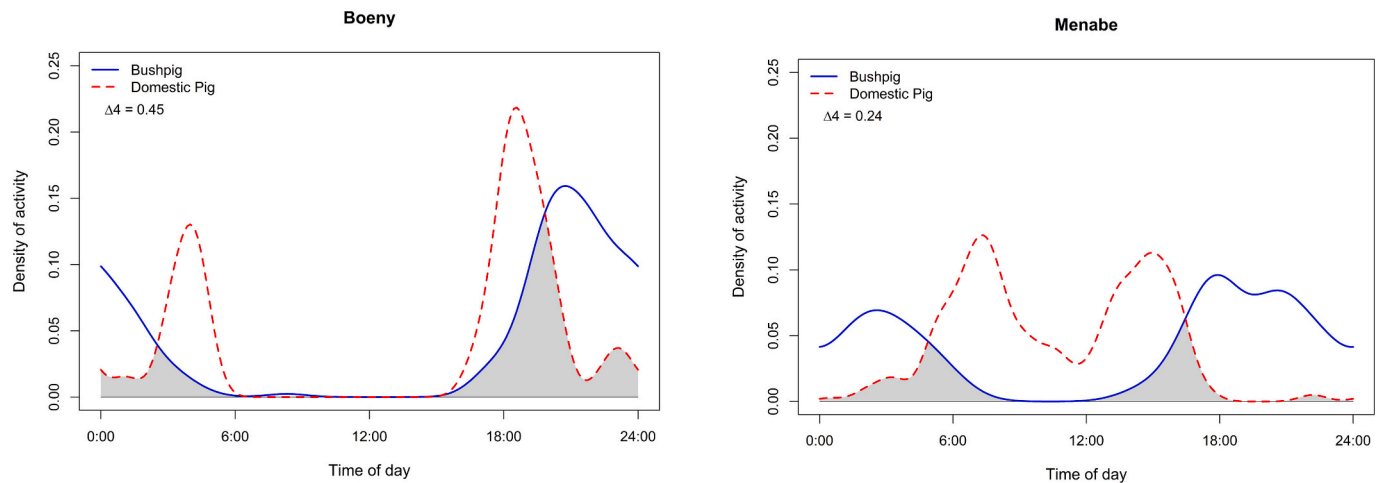 Boeny
Bushpig
Domestic Pig
Δ4 = 0.45
Density of activity
0.25
0.20
0.15
0.10
0.05
0.00
0:00 6:00 12:00 18:00 24:00
Time of day
Menabe
Bushpig
Domestic Pig
Δ4 = 0.24
Density of activity
0.25
0.20
0.15
0.10
0.05
0.00
0:00 6:00 12:00 18:00 24:00
Time of day